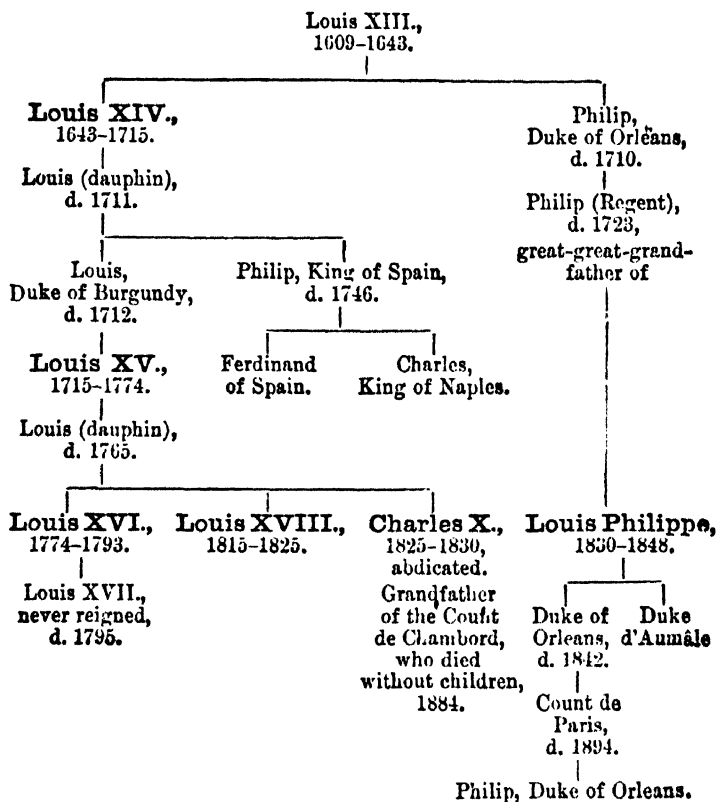 Louis XIII.,
1609–1643.
Louis XIV.,
1643–1715.
Philip,
Duke of Orleans,
d. 1710.
Louis (dauphin),
d. 1711.
Philip (Regent),
d. 1723,
great-great-grand-
father of
Louis,
Duke of Burgundy,
d. 1712.
Philip, King of Spain,
d. 1746.
Louis XV.,
1715–1774.
Ferdinand
of Spain.
Charles,
King of Naples.
Louis (dauphin),
d. 1765.
Louis XVI.,
1774–1793.
Louis XVIII.,
1815–1825.
Charles X.,
1825–1830,
abdicated.
Grandfather
of the Count
de Chambord,
who died
without children,
1884.
Louis Philippe,
1830–1848.
Louis XVII.,
never reigned,
d. 1795.
Duke of
Orleans,
d. 1842.
Duke
d'Aumâle
Count de
Paris,
d. 1894.
Philip, Duke of Orleans.